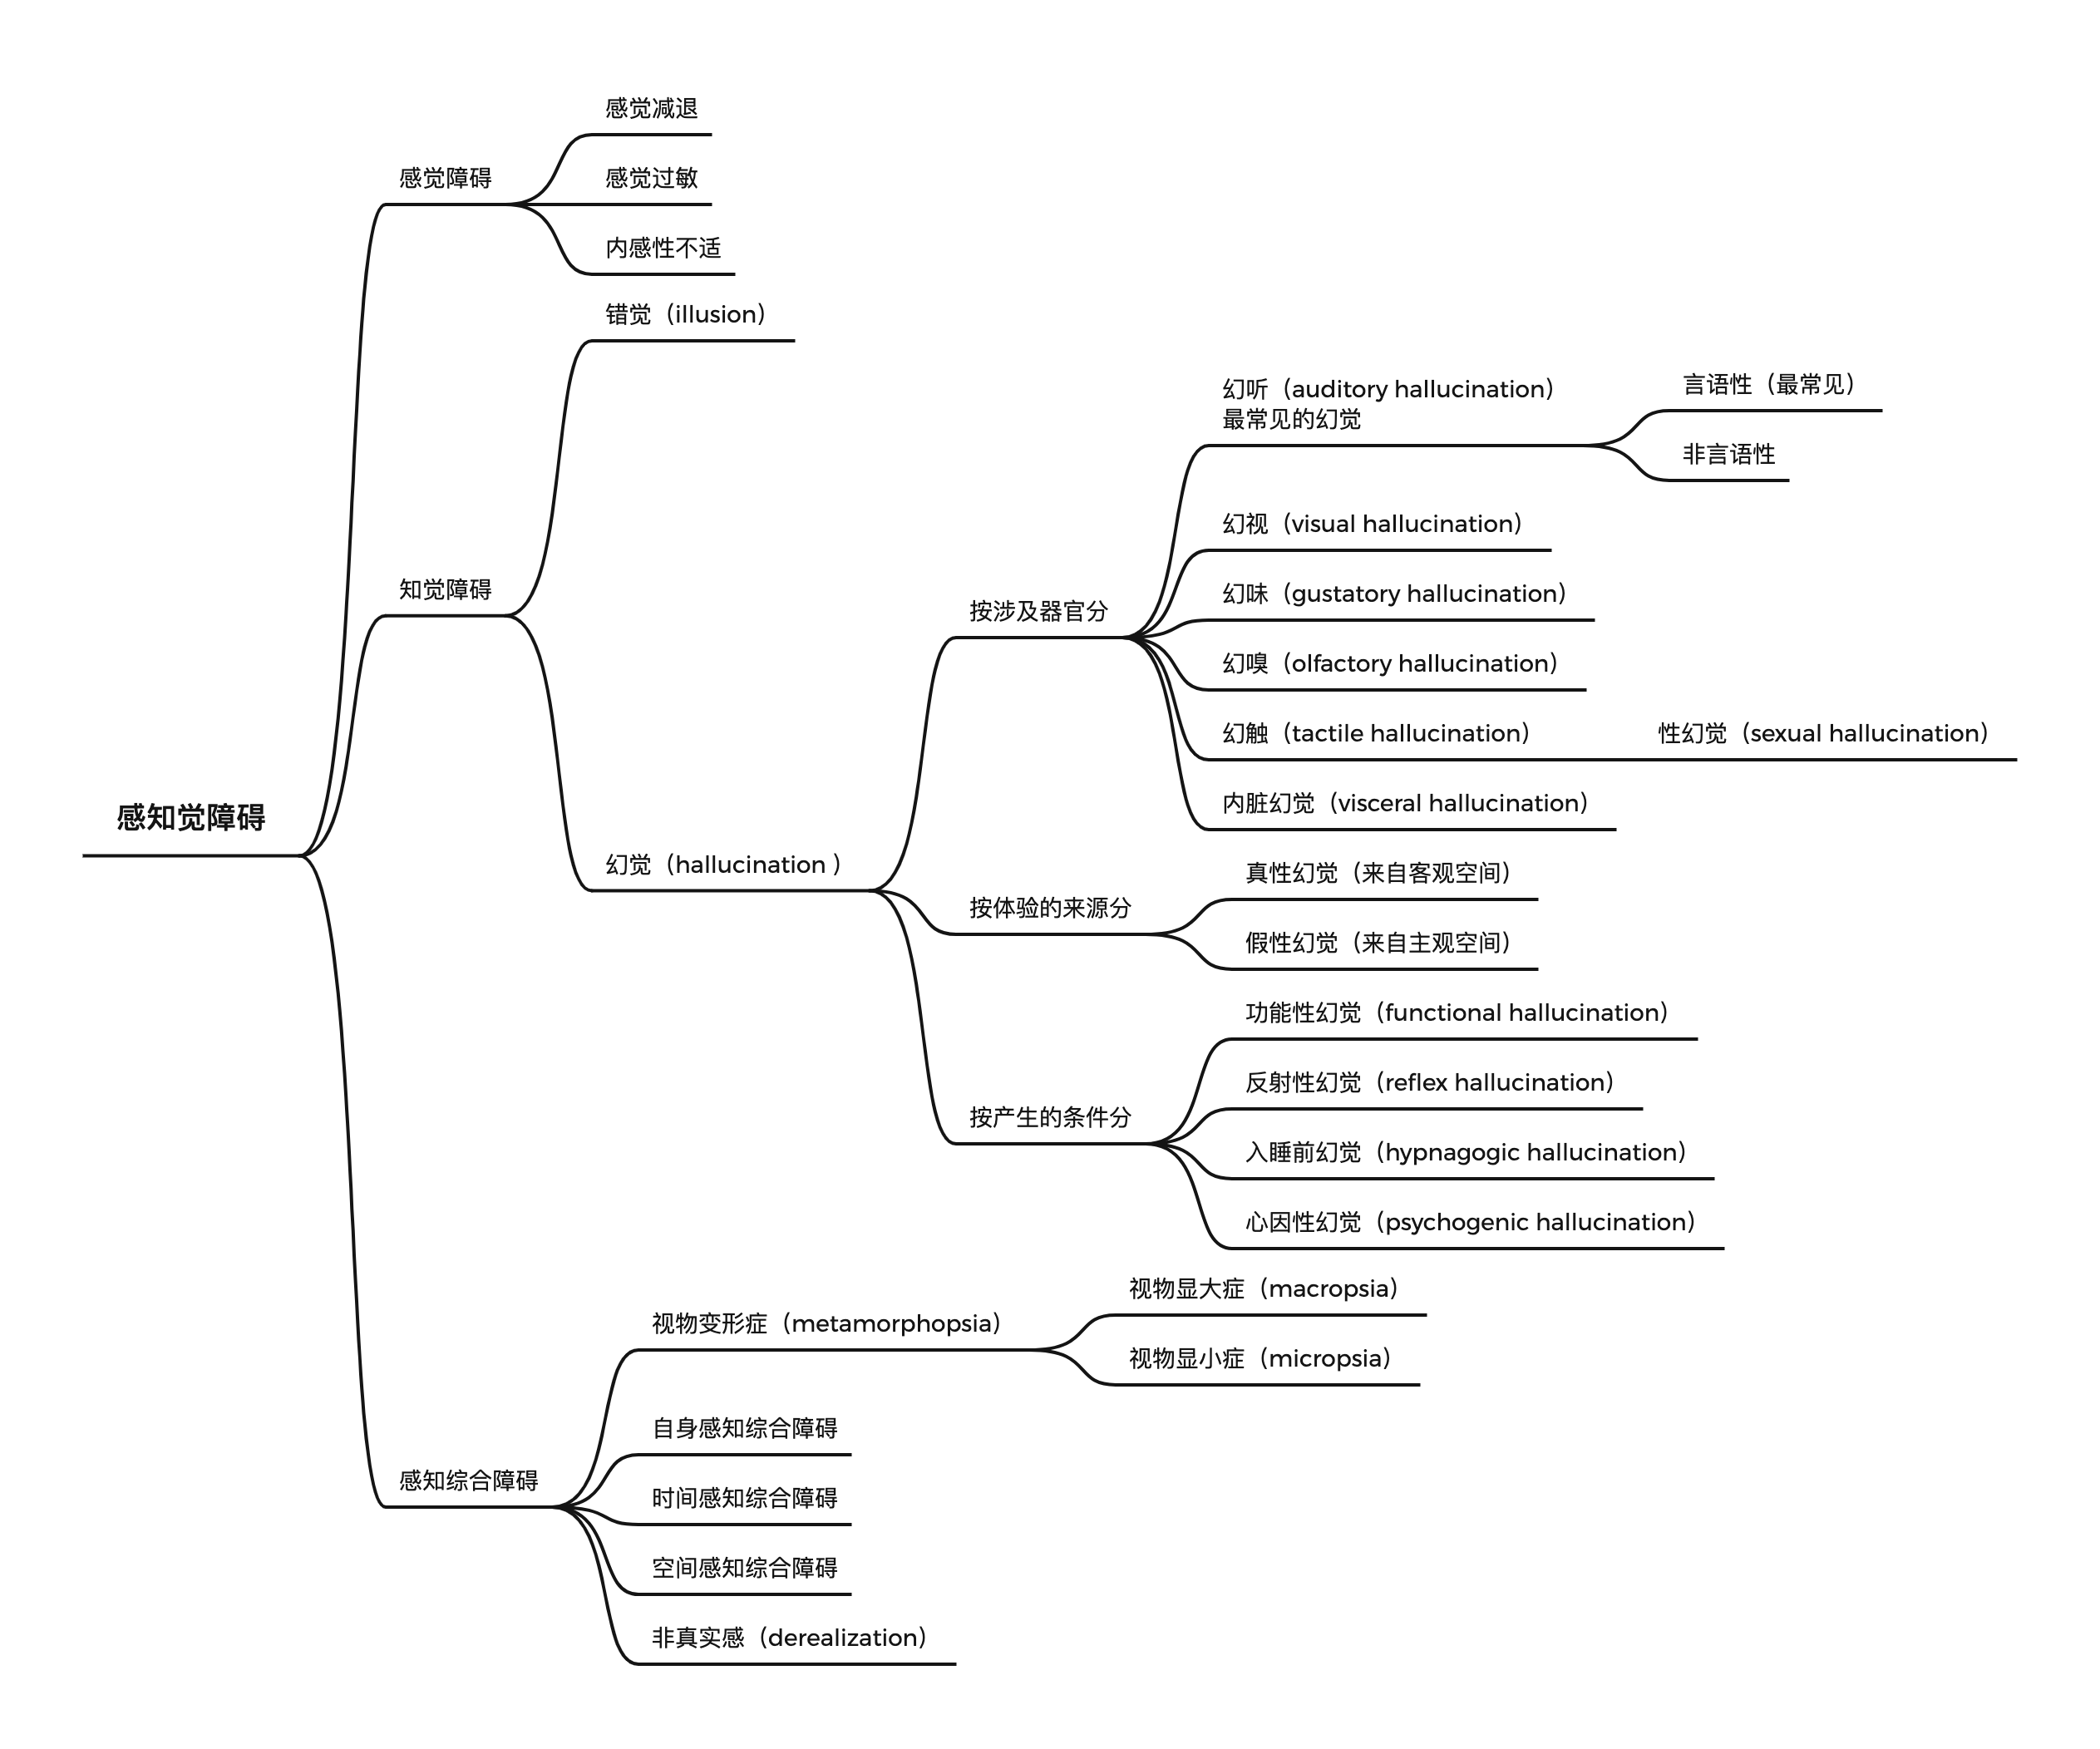 感知觉障碍
感觉障碍
感觉减退
感觉过敏
内感性不适
知觉障碍
错觉（illusion）
幻觉（hallucination ）
按涉及器官分
幻听（auditory hallucination）
最常见的幻觉
言语性（最常见）
非言语性
幻视（visual hallucination）
幻味（gustatory hallucination）
幻嗅（olfactory hallucination）
幻触（tactile hallucination）
性幻觉（sexual hallucination）
内脏幻觉（visceral hallucination）
按体验的来源分
真性幻觉（来自客观空间）
假性幻觉（来自主观空间）
按产生的条件分
功能性幻觉（functional hallucination）
反射性幻觉（reflex hallucination）
入睡前幻觉（hypnagogic hallucination）
心因性幻觉（psychogenic hallucination）
感知综合障碍
视物变形症（metamorphopsia）
视物显大症（macropsia）
视物显小症（micropsia）
自身感知综合障碍
时间感知综合障碍
空间感知综合障碍
非真实感（derealization）